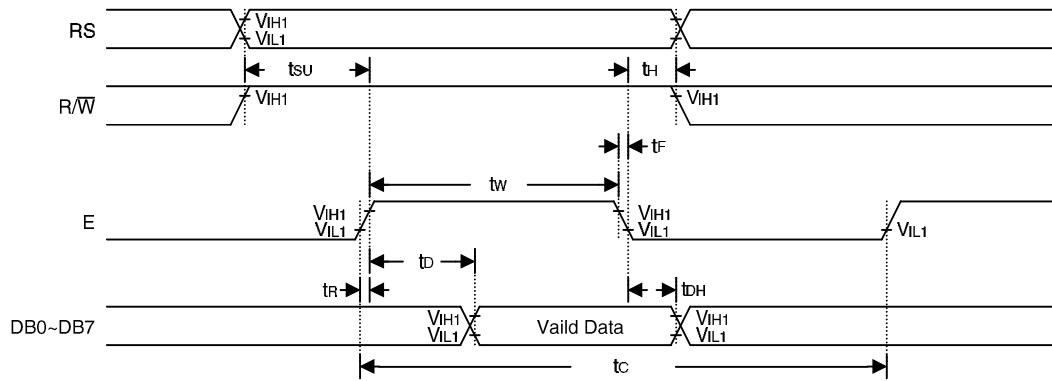 RS
VIH1
VIL1
tSU
tH
R/W̅
VIH1
VIH1
tF
tW
E
VIH1
VIL1
VIH1
VIL1
VIL1
tD
tR
tDH
DB0~DB7
VIH1
VIL1
Vaild Data
VIH1
VIL1
tC